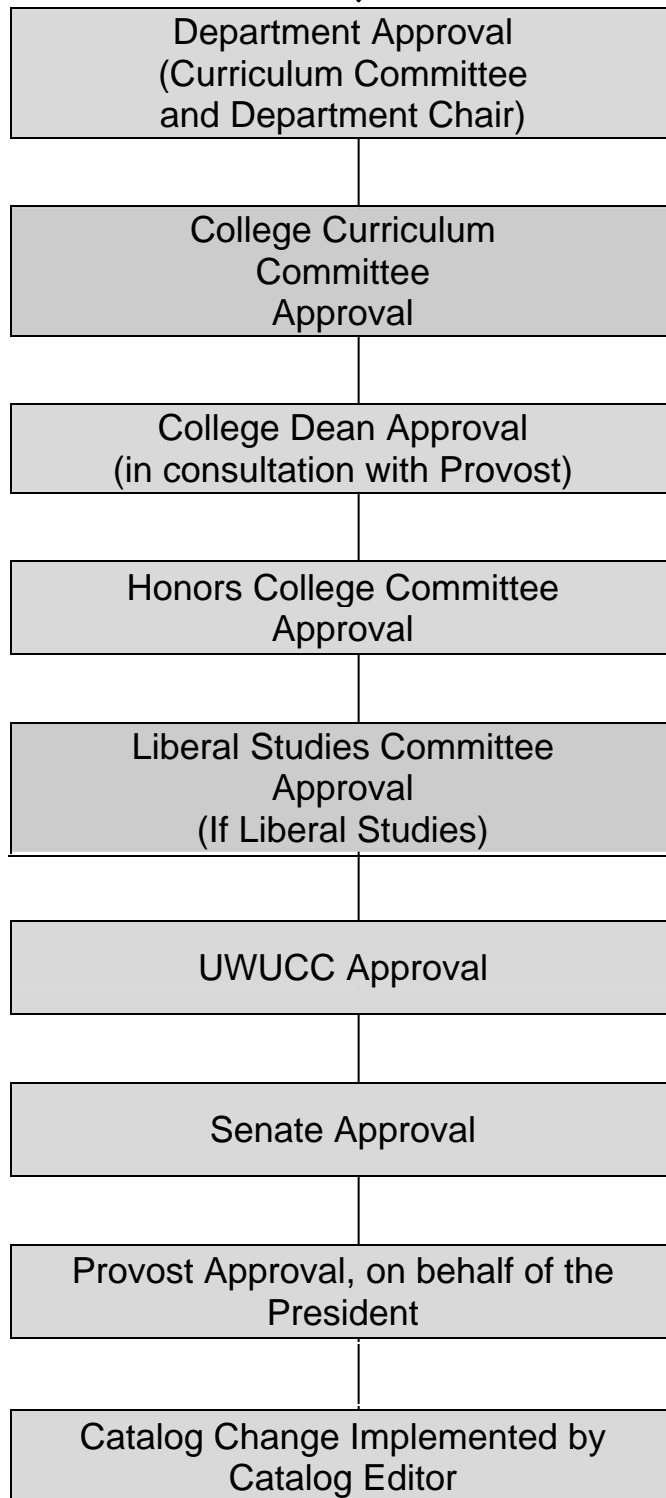 Department Approval
(Curriculum Committee
and Department Chair)
College Curriculum
Committee
Approval
College Dean Approval
(in consultation with Provost)
Honors College Committee
Approval
Liberal Studies Committee
Approval
(If Liberal Studies)
UWUCC Approval
Senate Approval
Provost Approval, on behalf of the
President
Catalog Change Implemented by
Catalog Editor